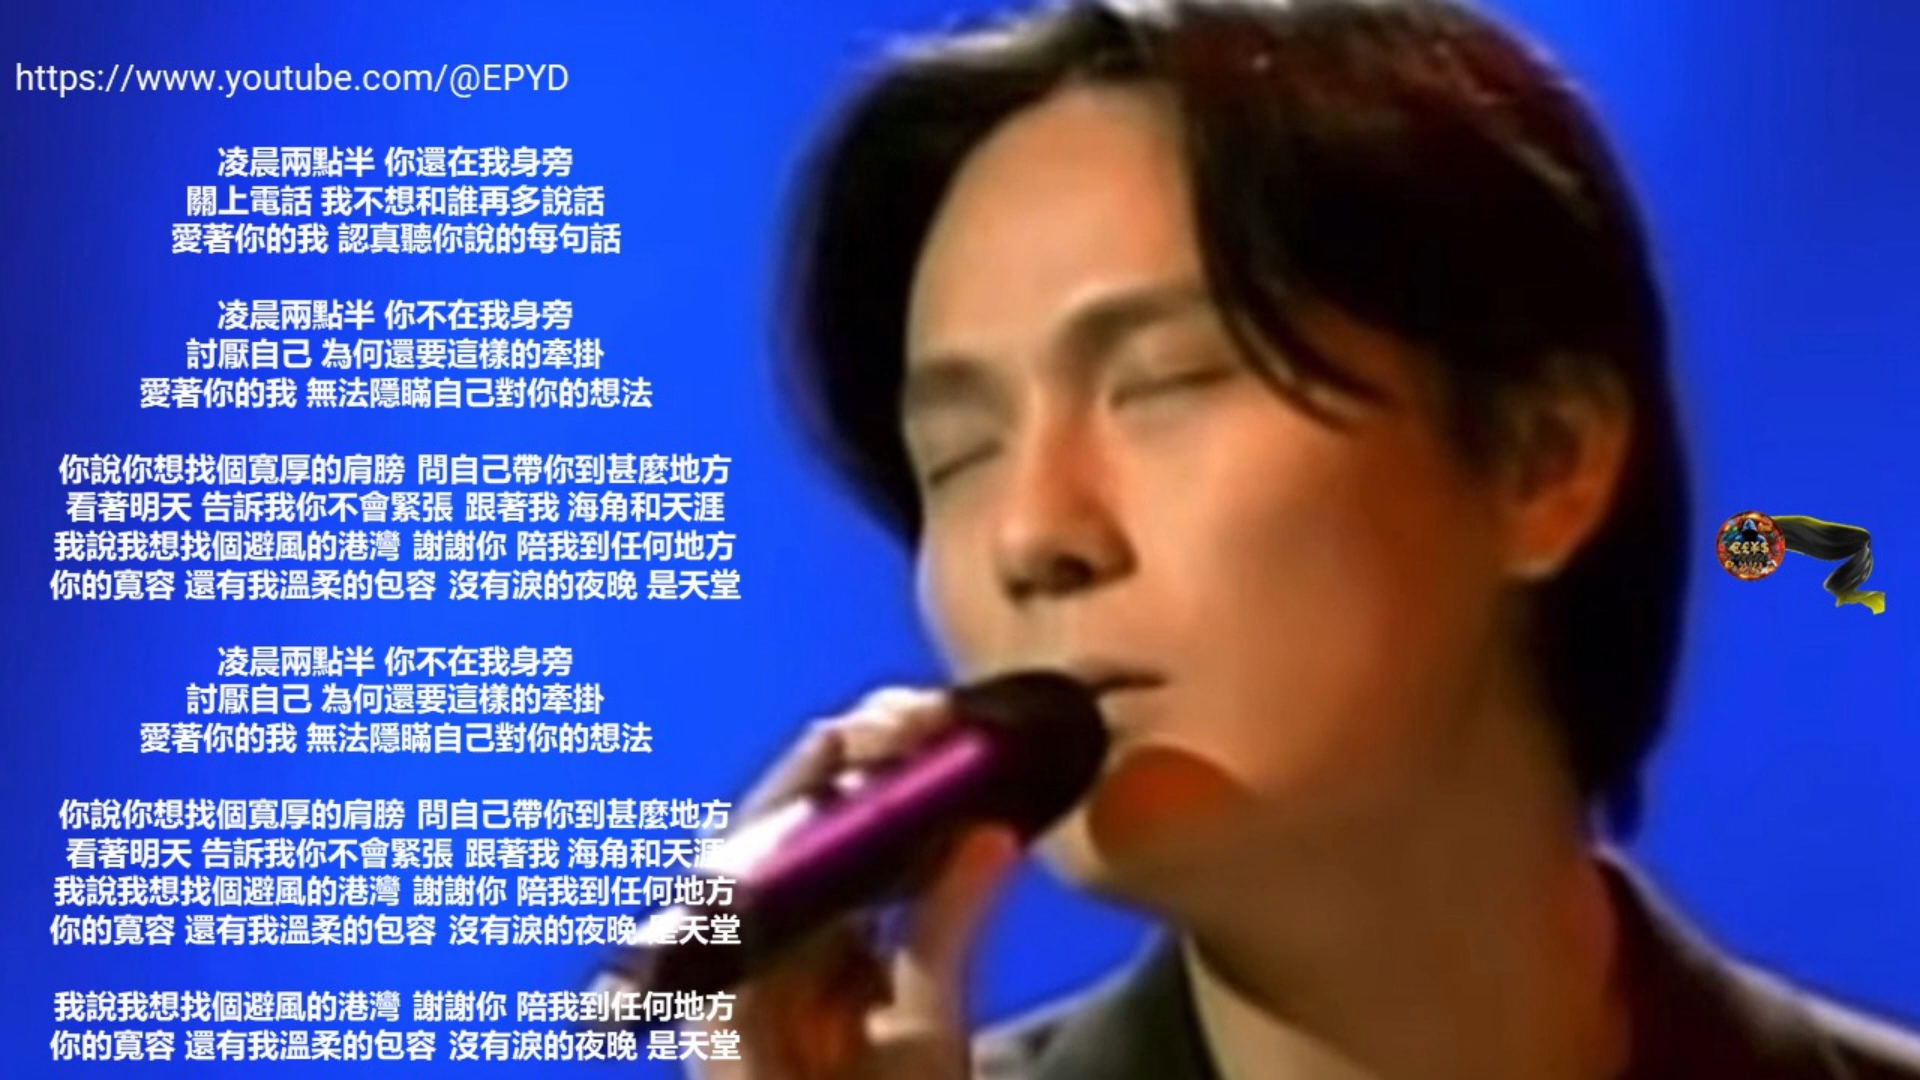 https://www.youtube.com/@EPYD
凌晨兩點半 你還在我身旁
關上電話 我不想和誰再多說話
愛著你的我 認真聽你說的每句話
凌晨兩點半 你不在我身旁
討厭自己 為何還要這樣的牽掛
愛著你的我 無法隱瞞自己對你的想法
你說你想找個寬厚的肩膀 問自己帶你到甚麼地方
看著明天 告訴我你不會緊張 跟著我 海角和天涯
我說我想找個避風的港灣 謝謝你 陪我到任何地方
你的寬容 還有我溫柔的包容 沒有淚的夜晚 是天堂
凌晨兩點半 你不在我身旁
討厭自己 為何還要這樣的牽掛
愛著你的我 無法隱瞞自己對你的想法
你說你想找個寬厚的肩膀 問自己帶你到甚麼地方
看著明天 告訴我你不會緊張 跟著我 海角和天涯
我說我想找個避風的港灣 謝謝你 陪我到任何地方
你的寬容 還有我溫柔的包容 沒有淚的夜晚 是天堂
我說我想找個避風的港灣 謝謝你 陪我到任何地方
你的寬容 還有我溫柔的包容 沒有淚的夜晚 是天堂